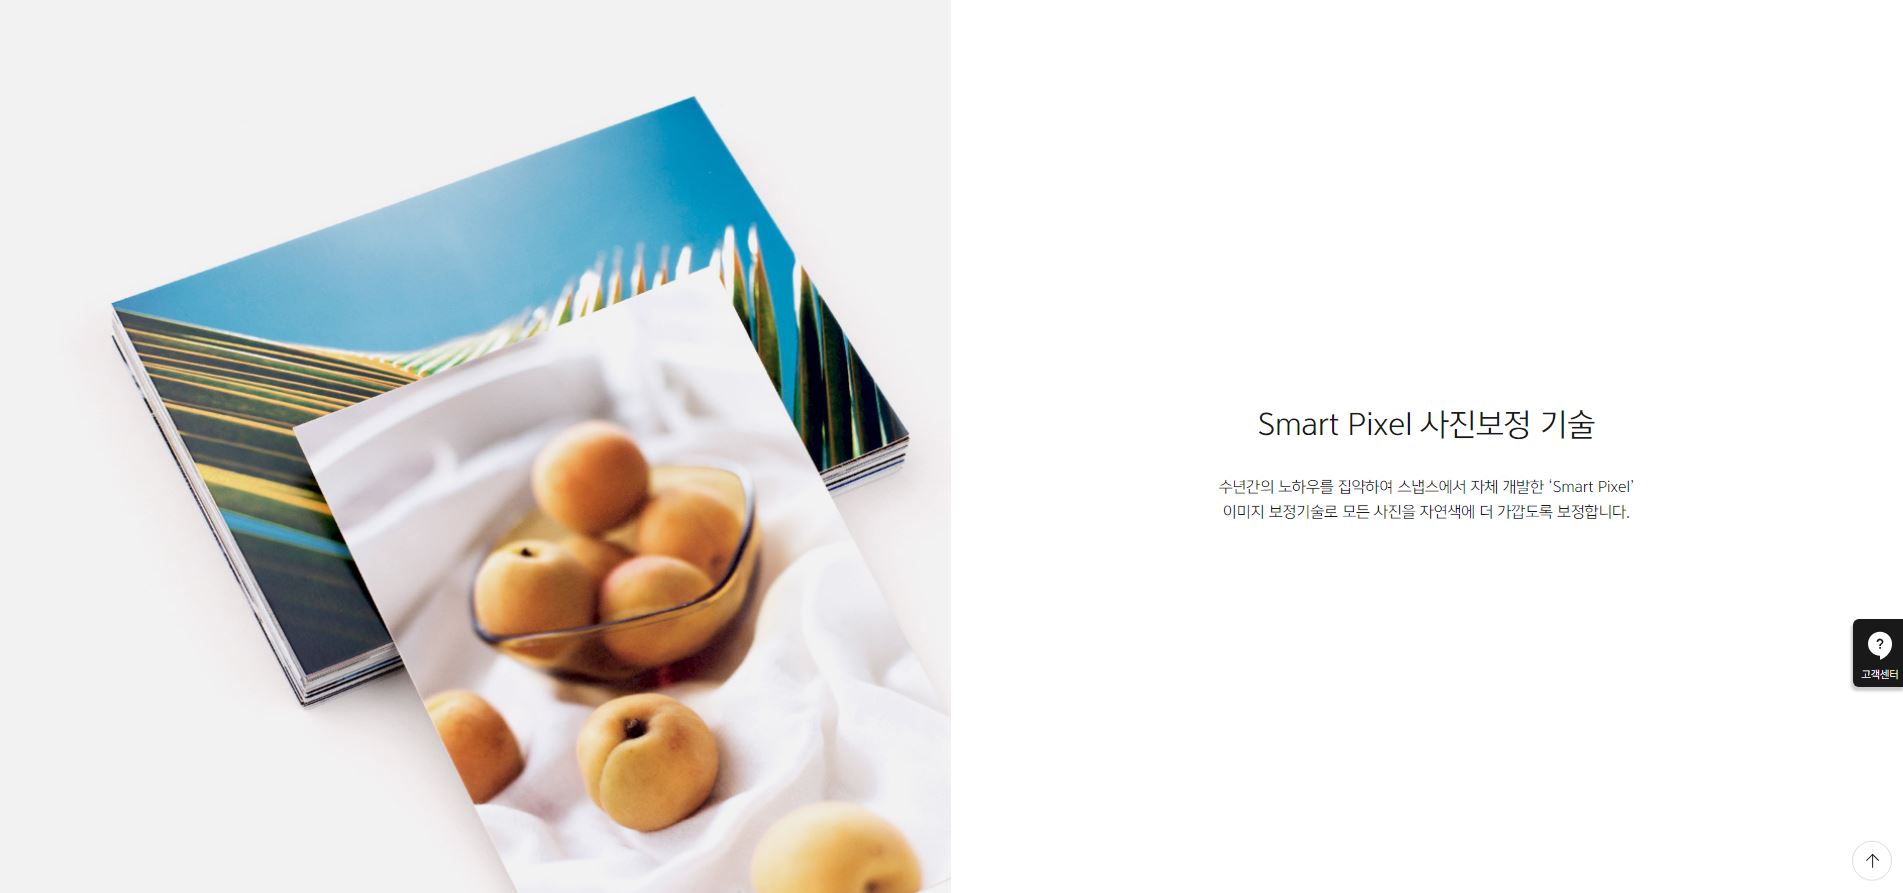 Smart Pixel 사진보정 기술
수년간의 노하우를 집약하여 스냅스에서 자체 개발한 ‘Smart Pixel’
이미지 보정기술로 모든 사진을 자연색에 더 가깝도록 보정합니다.
?
고객센터